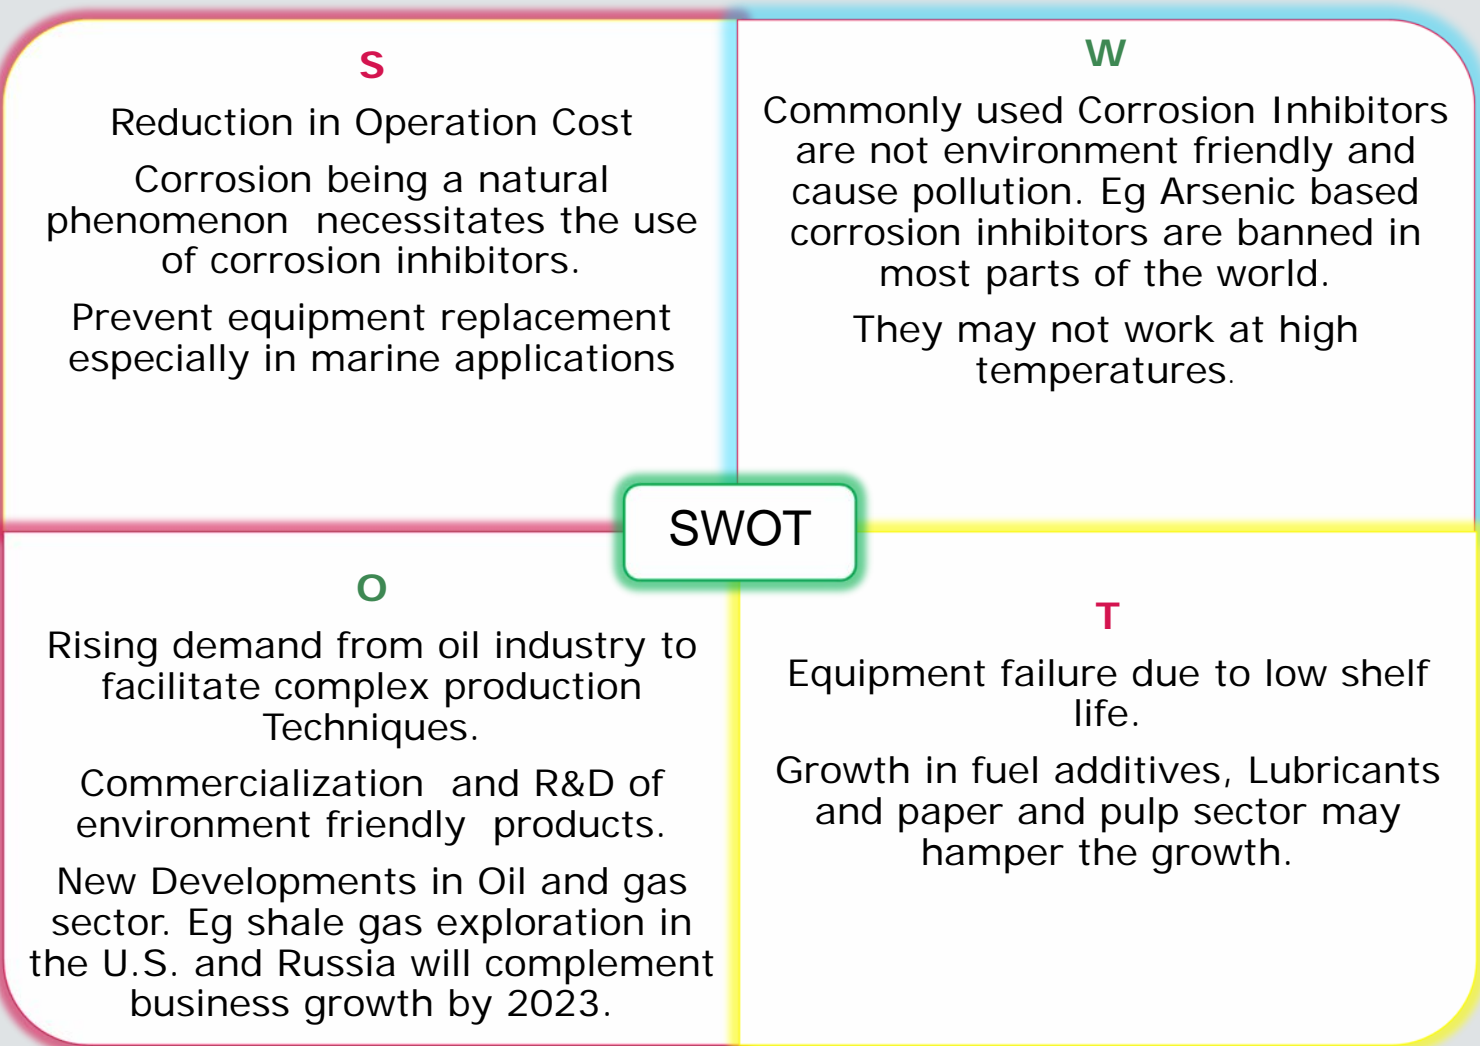 S
Reduction in Operation Cost
Corrosion being a natural
phenomenon  necessitates the use
of corrosion inhibitors.
Prevent equipment replacement
especially in marine applications
W
Commonly used Corrosion Inhibitors
are not environment friendly and
cause pollution. Eg Arsenic based
corrosion inhibitors are banned in
most parts of the world.
They may not work at high
temperatures.
SWOT
O
Rising demand from oil industry to
facilitate complex production
Techniques.
Commercialization  and R&D of
environment friendly  products.
New Developments in Oil and gas
sector. Eg shale gas exploration in
the U.S. and Russia will complement
business growth by 2023.
T
Equipment failure due to low shelf
life.
Growth in fuel additives, Lubricants
and paper and pulp sector may
hamper the growth.